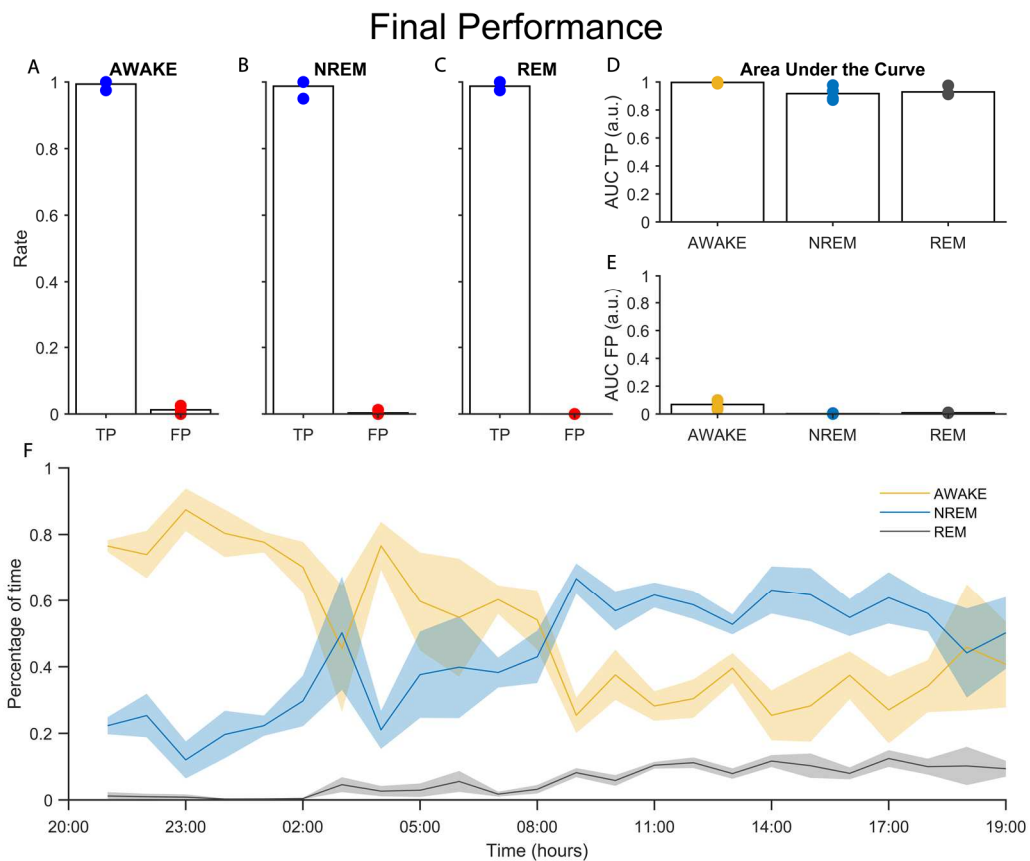 Final Performance
A AWAKE
B NREM
C REM
D Area Under the Curve
Rate
1
0.8
0.6
0.4
0.2
0
TP FP
TP FP
TP FP
AUC TP (a.u.)
1
0.8
0.6
0.4
0.2
0
AWAKE NREM REM
E
AUC FP (a.u.)
1
0.8
0.6
0.4
0.2
0
AWAKE NREM REM
F
Percentage of time
1
0.8
0.6
0.4
0.2
0
AWAKE
NREM
REM
20:00 23:00 02:00 05:00 08:00 11:00 14:00 17:00 19:00
Time (hours)